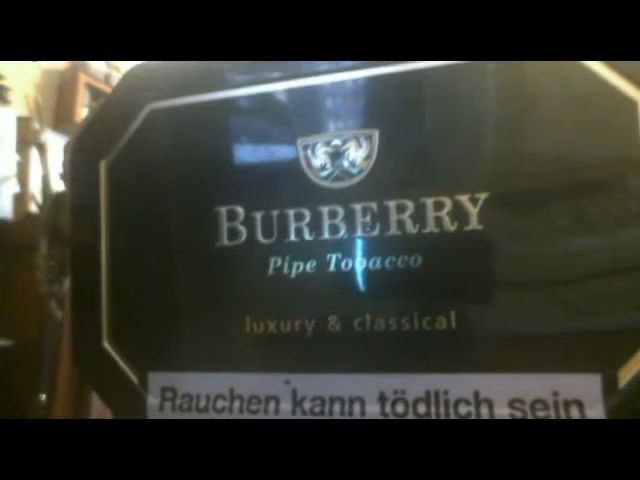 BURBERRY
Pipe Tobacco
luxury & classical
Rauchen kann tödlich sein